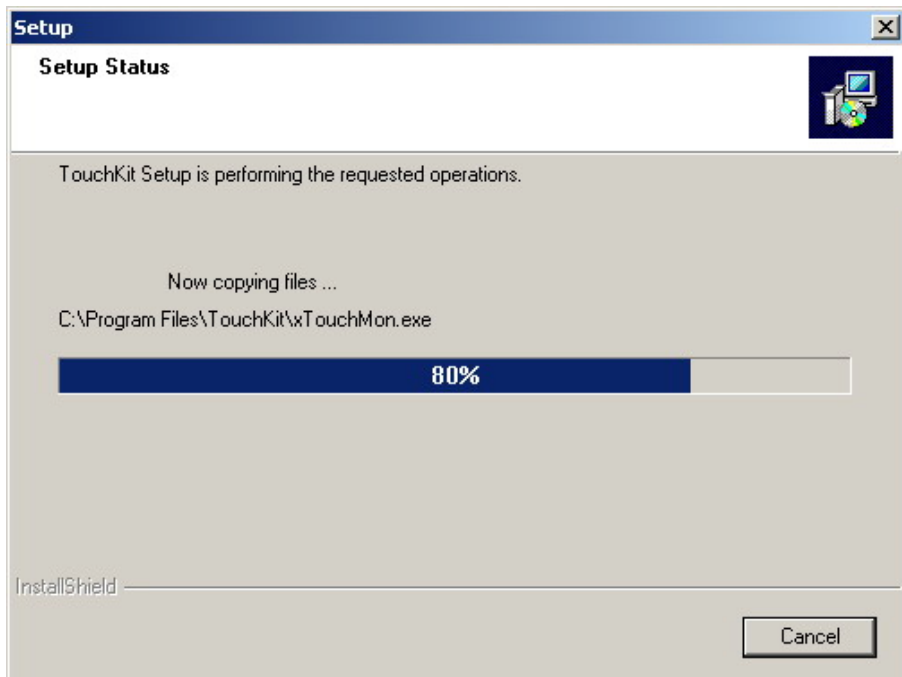 Setup
Setup Status
TouchKit Setup is performing the requested operations.
Now copying files ...
C:\Program Files\TouchKit\xTouchMon.exe
80%
InstallShield
Cancel